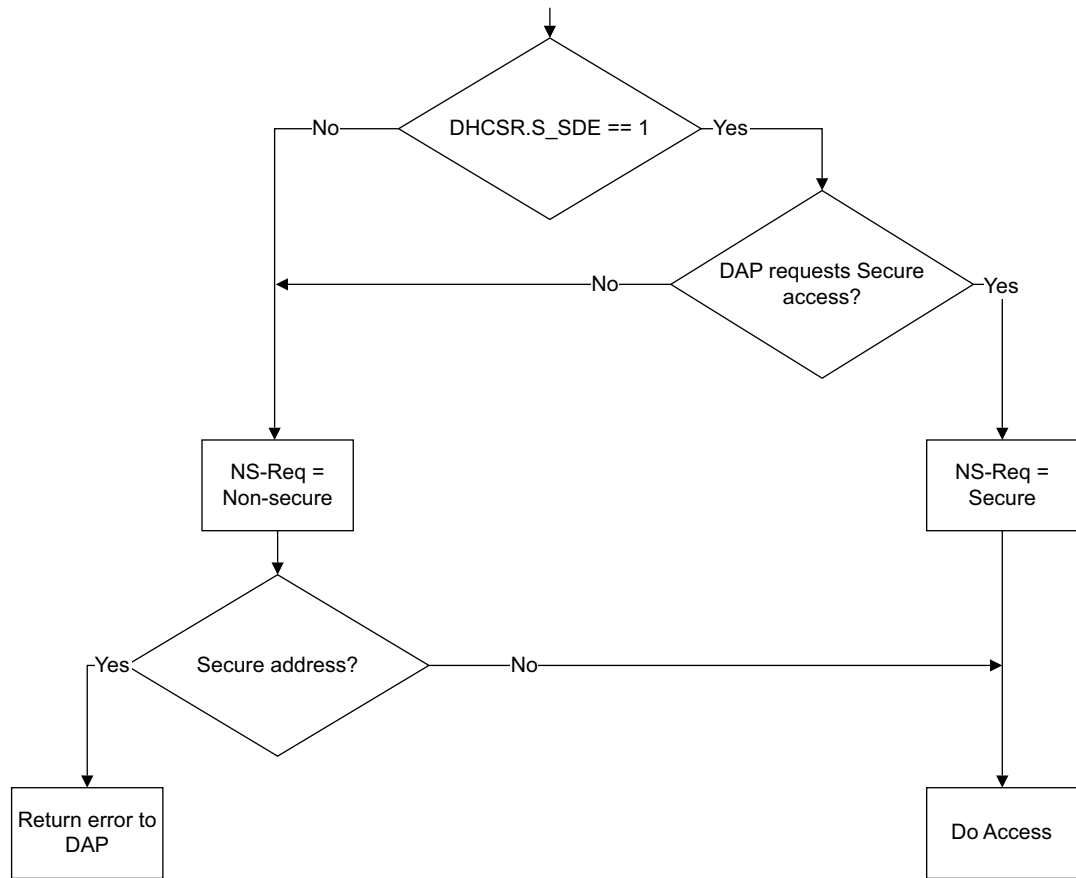 No
DHCSR.S_SDE == 1
Yes
No
DAP requests Secure
access?
Yes
NS-Req =
Non-secure
NS-Req =
Secure
Yes
Secure address?
No
Return error to
DAP
Do Access